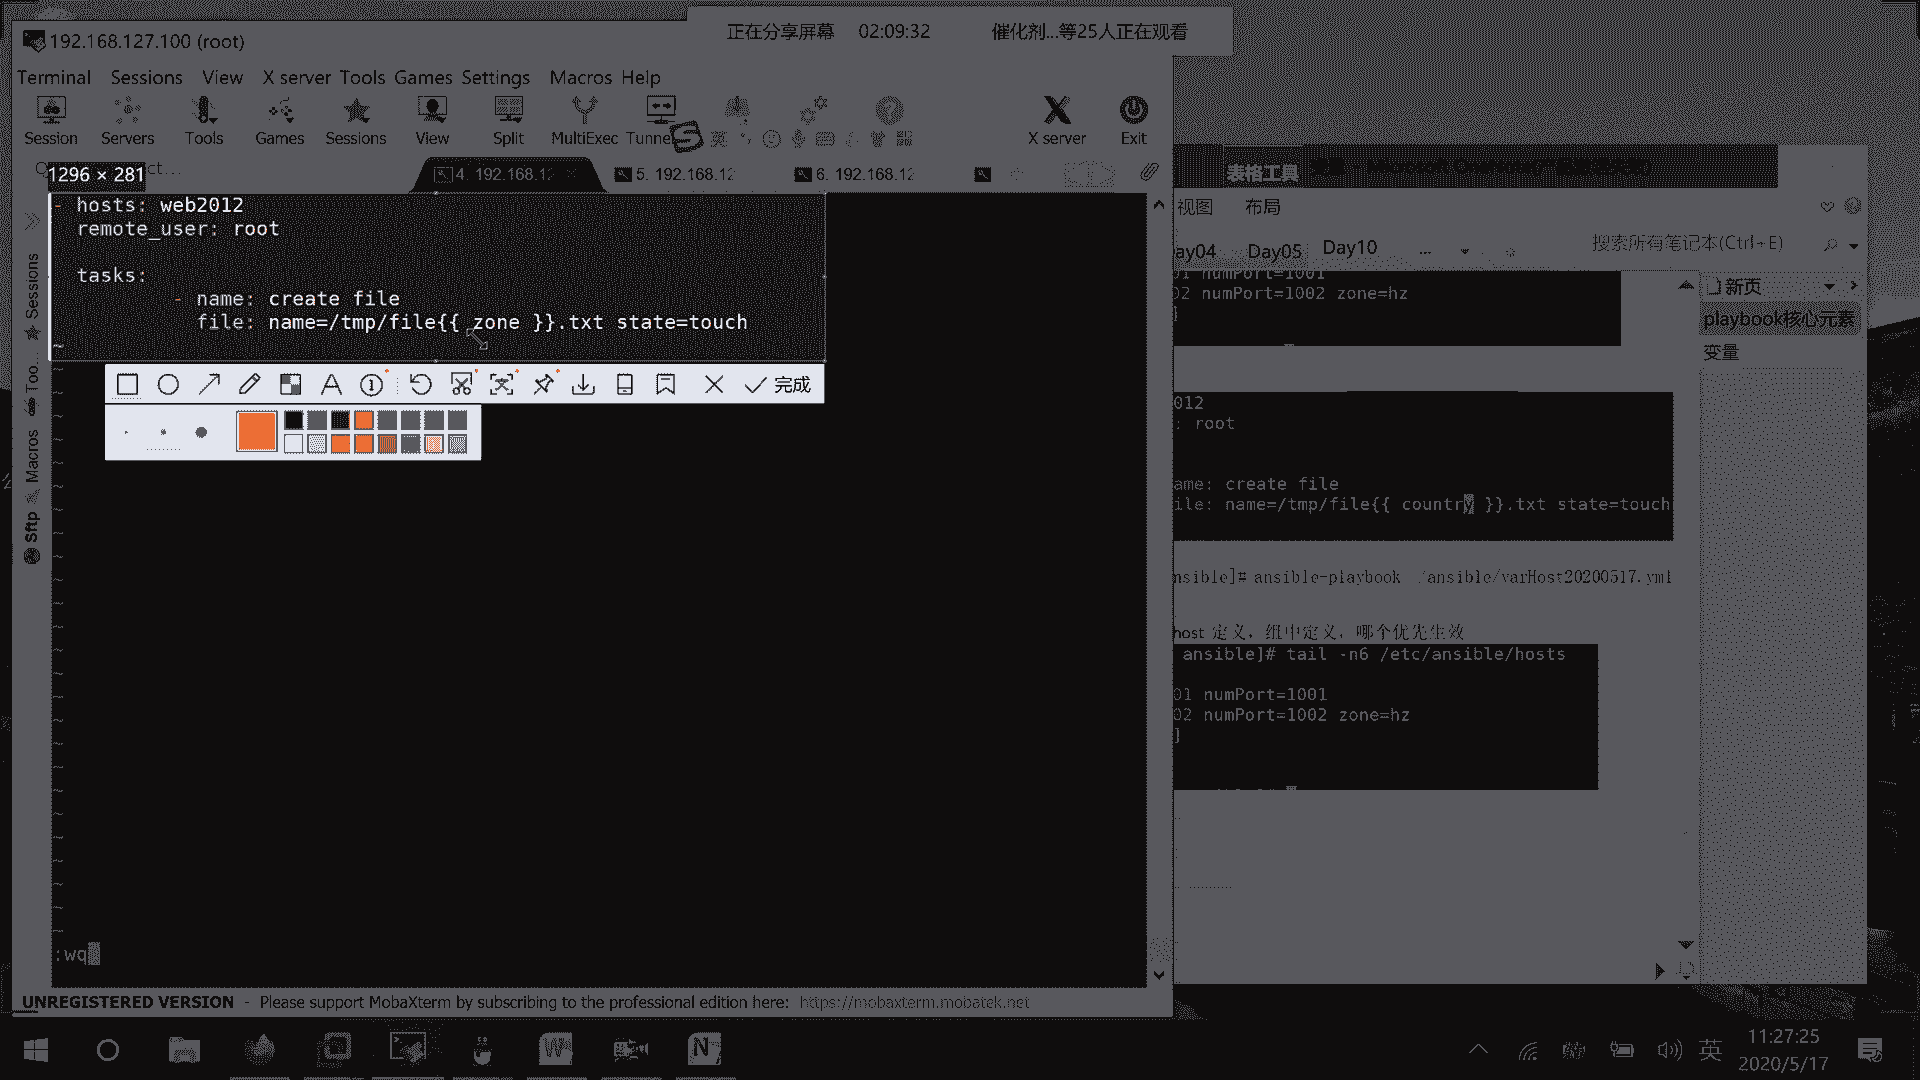 正在分享屏幕 02:09:32 催化剂...等25人正在观看
192.168.127.100 (root)
Terminal Sessions View X server Tools Games Settings Macros Help
Session Servers Tools Games Sessions View Split MultiExec Tunne X server Exit
英
1296 × 281
4. 192.168.12
5. 192.168.12
6. 192.168.12
- hosts: web2012
remote_user: root
tasks:
- name: create file
file: name=/tmp/file{{ zone }}.txt state=touch
完成
Sessions
Too...
Macros
Sftp
:wq
UNREGISTERED VERSION - Please support MobaXterm by subscribing to the professional edition here: https://mobaxterm.mobatek.net
表格工具
视图 布局
ay04 Day05 Day10 ...
搜索所有笔记本(Ctrl+E)
01 numPort=1001
02 numPort=1002 zone=hz
]
新页
playbook核心元素
变量
012
: root
ame: create file
ile: name=/tmp/file{{ country }}.txt state=touch
nsible]# ansible-playbook /ansible/varHost20200517.yml
host 定义，组中定义，哪个优先生效
ansible]# tail -n6 /etc/ansible/hosts
01 numPort=1001
02 numPort=1002 zone=hz
]
英
11:27:25
2020/5/17